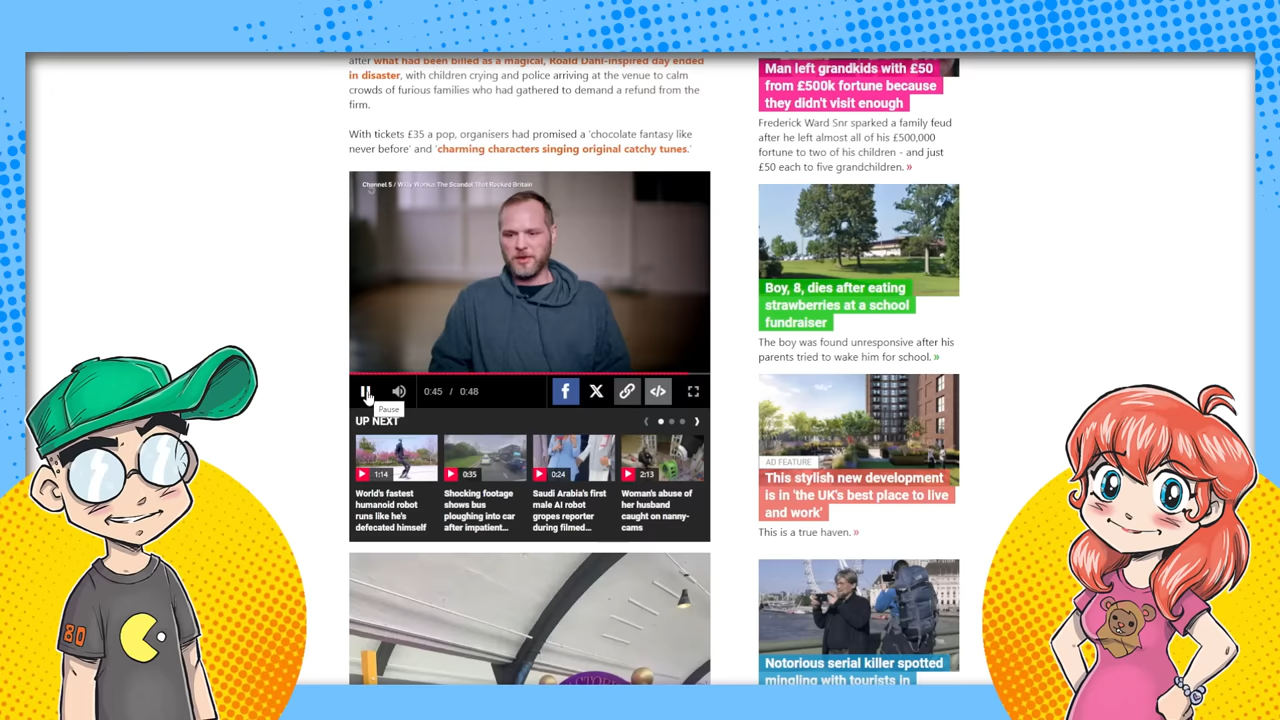 after what had been billed as a magical, Roald Dahl-inspired day ended
in disaster, with children crying and police arriving at the venue to calm
crowds of furious families who had gathered to demand a refund from the
firm.
With tickets £35 a pop, organisers had promised a 'chocolate fantasy like
never before' and 'charming characters singing original catchy tunes.'
Channel 5 / Willy Wonka: The Scandal That Rocked Britain
0:45 / 0:48
Pause
UP NEXT
1:14
World's fastest
humanoid robot
runs like he's
defecated himself
0:35
Shocking footage
shows bus
ploughing into car
after impatient...
0:24
Saudi Arabia's first
male AI robot
gropes reporter
during filmed...
2:13
Woman's abuse of
her husband
caught on nanny-
cams
Man left grandkids with £50
from £500k fortune because
they didn't visit enough
Frederick Ward Snr sparked a family feud
after he left almost all of his £500,000
fortune to two of his children - and just
£50 each to five grandchildren. »
Boy, 8, dies after eating
strawberries at a school
fundraiser
The boy was found unresponsive after his
parents tried to wake him for school. »
AD FEATURE
This stylish new development
is in 'the UK's best place to live
and work'
This is a true haven. »
Notorious serial killer spotted
mingling with tourists in
80